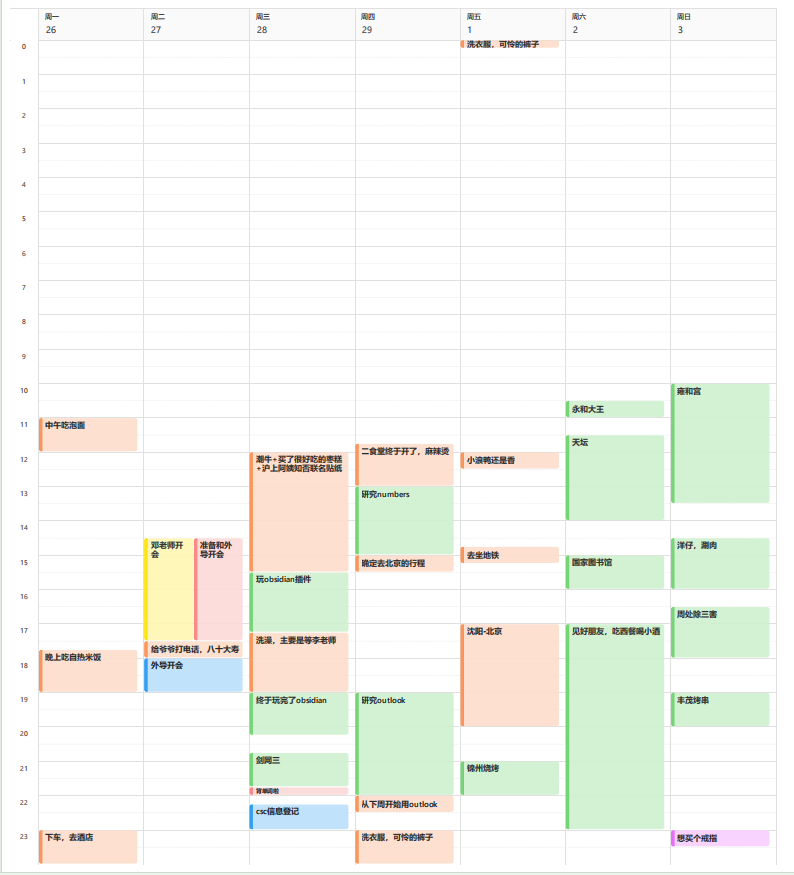 周一
26
周二
27
周三
28
周四
29
周五
1
周六
2
周日
3
0
1
2
3
4
5
6
7
8
9
10
11
12
13
14
15
16
17
18
19
20
21
22
23
中午吃泡面
晚上吃自热米饭
下车，去酒店
邓老师开
会
准备和外
导开会
给爷爷打电话，八十大寿
外导开会
潮牛+买了很好吃的枣糕
+沪上阿姨知否联名贴纸
玩obsidian插件
洗澡，主要是等李老师
终于玩完了obsidian
剑网三
csc信息登记
二食堂终于开了，麻辣烫
研究numbers
确定去北京的行程
研究outlook
从下周开始用outlook
洗衣服，可怜的裤子
洗衣服，可怜的裤子
小浪鸭还是香
去坐地铁
沈阳-北京
锦州烧烤
永和大王
天坛
国家图书馆
见好朋友，吃西餐喝小酒
雍和宫
洋仔，涮肉
周处除三害
丰茂烤串
想买个戒指